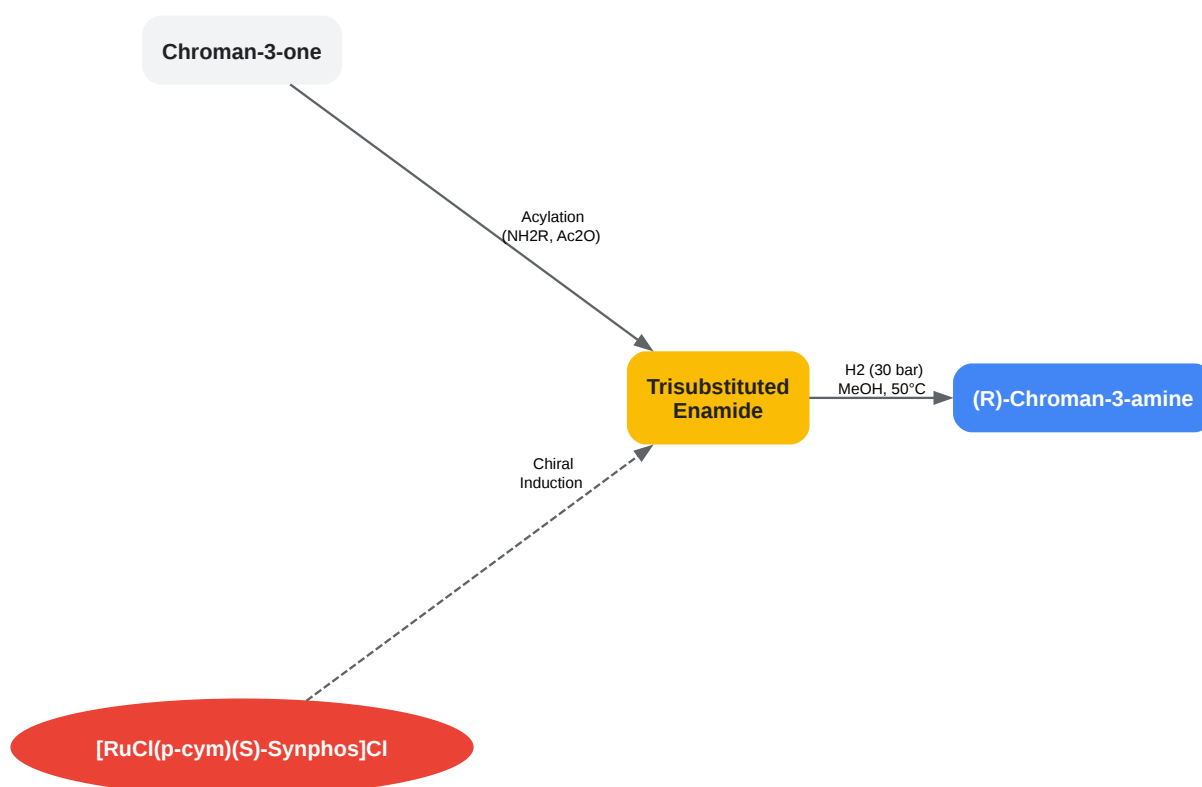 Chroman-3-one
Acylation
(NH2R, Ac2O)
Trisubstituted
Enamide
H2 (30 bar)
MeOH, 50°C
(R)-Chroman-3-amine
Chiral
Induction
[RuCl(p-cym)(S)-Synphos]Cl